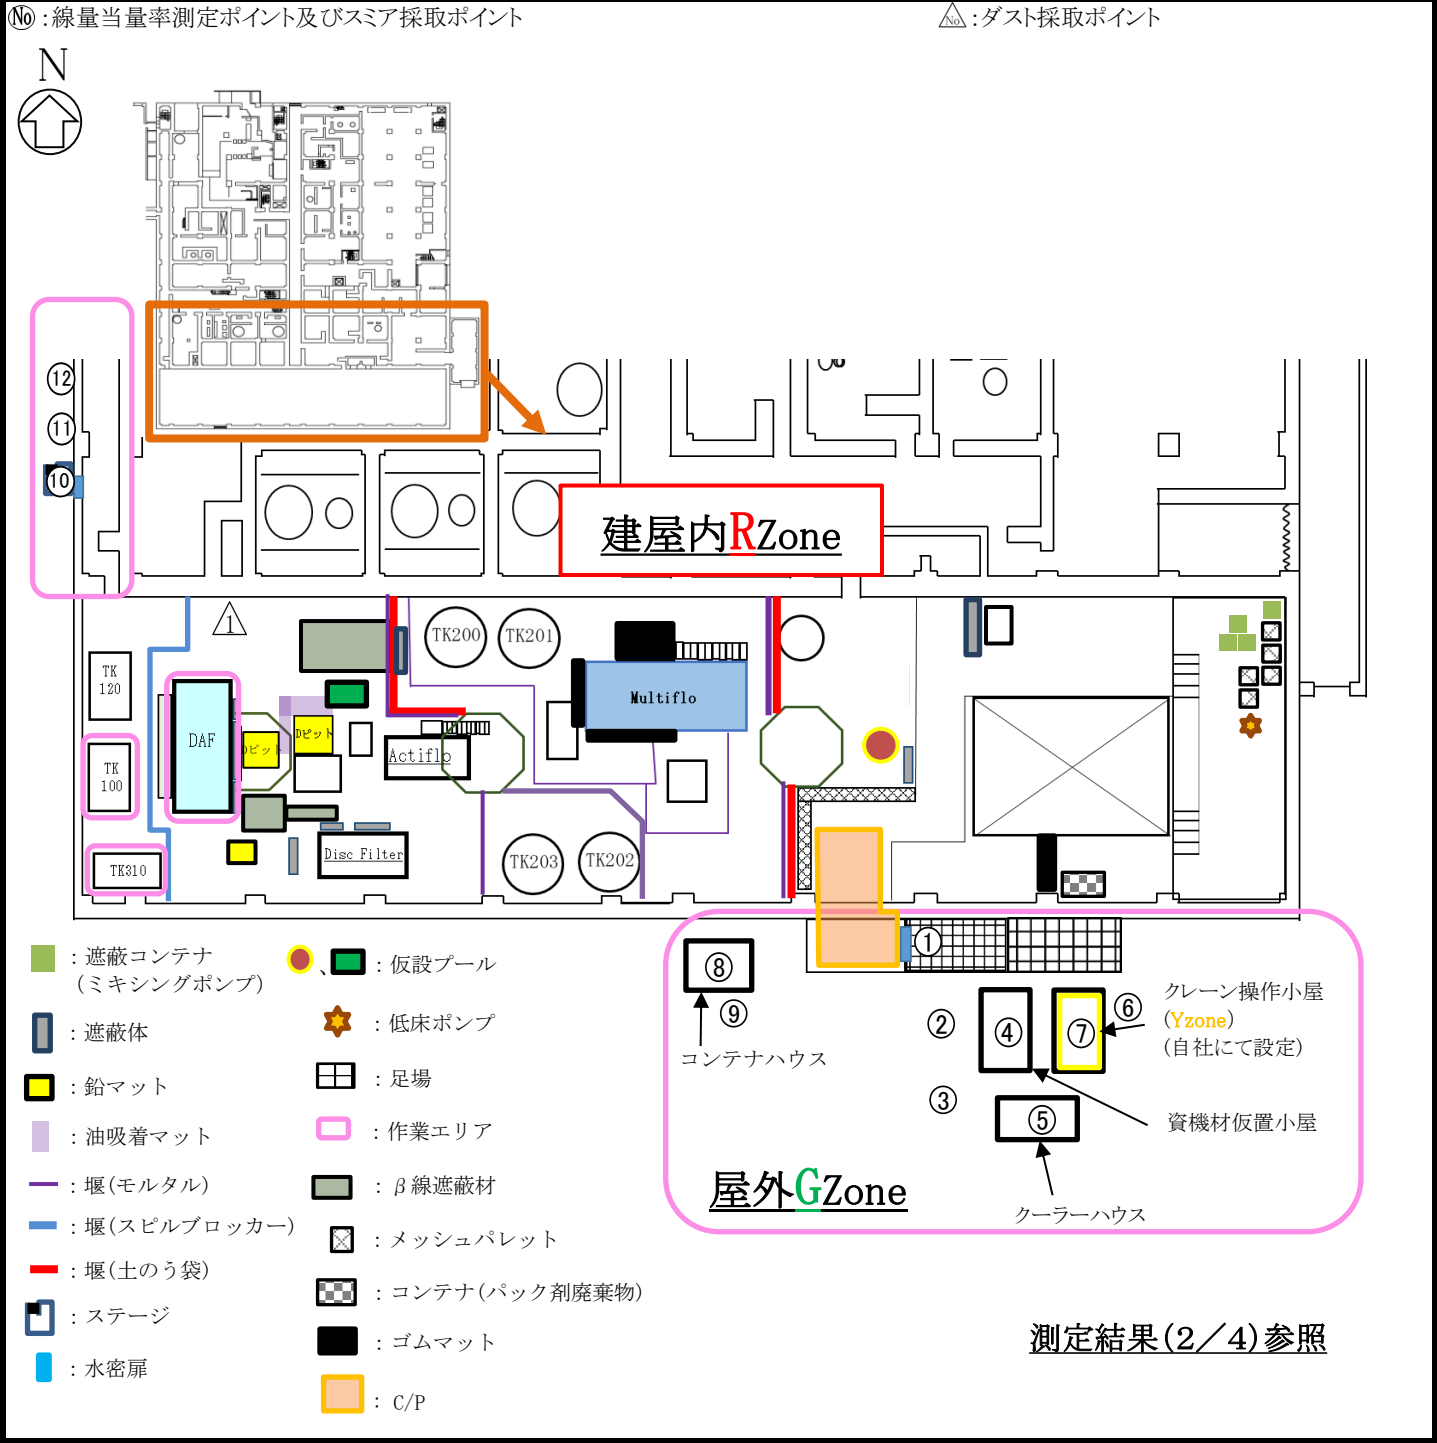 No：線量当量率測定ポイント及びスミア採取ポイント
No：ダスト採取ポイント
N
⑫
⑪
⑩
建屋内RZone
1
TK200
TK201
TK
120
Multiflo
DAF
Dピット
Dピット
Actiflo
TK
100
Disc Filter
TK203
TK202
TK310
①
⑧
⑨
コンテナハウス
②
④
⑦
⑥
クレーン操作小屋
(Yzone)
(自社にて設定)
③
⑤
資機材仮置小屋
クーラーハウス
屋外GZone
：遮蔽コンテナ
(ミキシングポンプ)
、：仮設プール
：遮蔽体
：低床ポンプ
：鉛マット
：足場
：油吸着マット
：作業エリア
：堰(モルタル)
：β線遮蔽材
：堰(スピルブロッカー)
：メッシュパレット
：堰(土のう袋)
：コンテナ(パック剤廃棄物)
：ステージ
：ゴムマット
：水密扉
：C/P
測定結果(2／4)参照